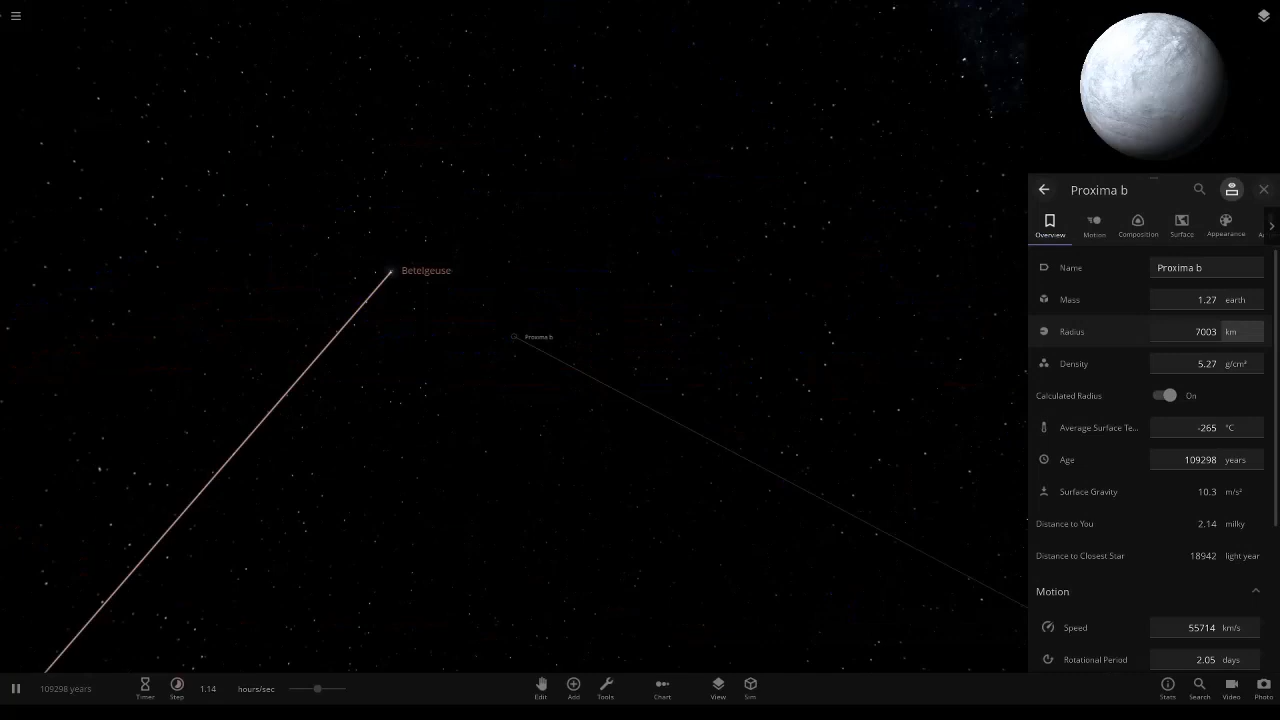 Betelgeuse
Proxima b
Proxima b
Overview
Motion
Composition
Surface
Appearance
Name Proxima b
Mass 1.27 earth
Radius 7003 km
Density 5.27 g/cm³
Calculated Radius On
Average Surface Te... -265 °C
Age 109298 years
Surface Gravity 10.3 m/s²
Distance to You 2.14 milky
Distance to Closest Star 18942 light year
Motion
Speed 55714 km/s
Rotational Period 2.05 days
109298 years
Timer
Step
1.14 hours/sec
Edit
Add
Tools
Chart
View
Sim
Stats
Search
Video
Photo